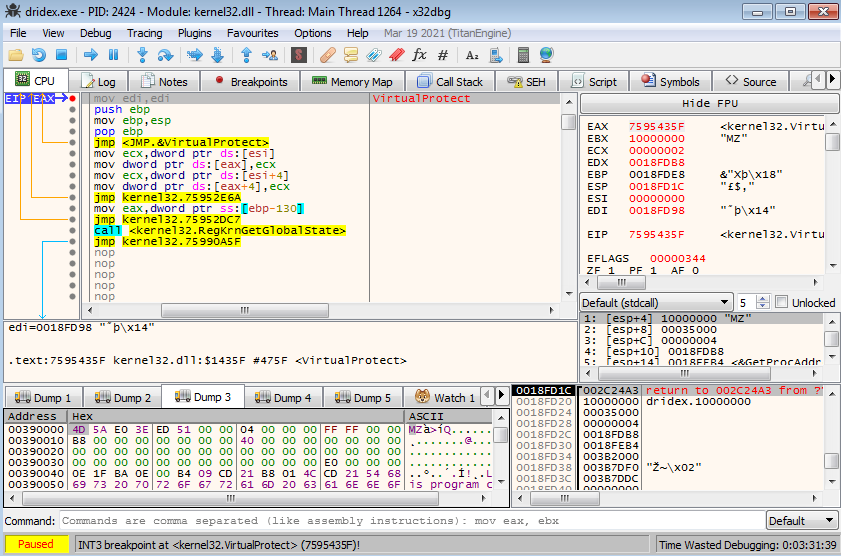 dridex.exe - PID: 2424 - Module: kernel32.dll - Thread: Main Thread 1264 - x32dbg
File View Debug Tracing Plugins Favourites Options Help Mar 19 2021 (TitanEngine)
CPU Log Notes Breakpoints Memory Map Call Stack SEH Script Symbols Source
EIP EAX mov edi,edi VirtualProtect
push ebp
mov ebp,esp
pop ebp
jmp <JMP.&VirtualProtect>
mov ecx,dword ptr ds:[esi]
mov dword ptr ds:[eax],ecx
mov ecx,dword ptr ds:[esi+4]
mov dword ptr ds:[eax+4],ecx
jmp kernel32.75952E6A
mov eax,dword ptr ss:[ebp-130]
jmp kernel32.75952DC7
call <kernel32.RegKrnGetGlobalState>
jmp kernel32.75990A5F
nop
nop
nop
nop
nop
Hide FPU
EAX 7595435F <kernel32.Virtu
EBX 10000000 "MZ"
ECX 00000002
EDX 0018FDB8
EBP 0018FDE8 &"Xþ\x18"
ESP 0018FD1C "£$,"
ESI 00000000
EDI 0018FD98 "¨þ\x14"
EIP 7595435F <kernel32.Virtu
EFLAGS 00000344
ZF 1 PF 1 AF 0
Default (stdcall) 5 Unlocked
1: [esp+4] 10000000 "MZ"
2: [esp+8] 00035000
3: [esp+C] 00000004
4: [esp+10] 0018FDB8
5: [esp+14] 0018FEB4 <&GetProcAddr
edi=0018FD98 "¨þ\x14"
.text:7595435F kernel32.dll:$1435F #475F <VirtualProtect>
Dump 1 Dump 2 Dump 3 Dump 4 Dump 5 Watch 1
Address Hex ASCII
00390000 4D 5A E0 3E ED 51 00 00 04 00 00 00 FF FF 00 00 MZà>íQ......
00390010 B8 00 00 00 00 00 00 00 40 00 00 00 00 00 00 00 ¸.......@...
00390020 00 00 00 00 00 00 00 00 00 00 00 00 00 00 00 00 ............
00390030 00 00 00 00 00 00 00 00 00 00 00 00 E0 00 00 00 ............
00390040 0E 1F BA 0E 00 B4 09 CD 21 B8 01 4C CD 21 54 68 ..º..´.Í!¸.L
00390050 69 73 20 70 72 6F 67 72 61 6D 20 63 61 6E 6E 6F is program c
0018FD1C 002C24A3 return to 002C24A3 from ?
0018FD20 10000000 dridex.10000000
0018FD24 00035000
0018FD28 00000004
0018FD2C 0018FDB8
0018FD30 0018FEB4
0018FD34 003B2000
0018FD38 003B7DF0 "Ž~\x02"
0018FD3C 003B7DDC
Command: Commands are comma separated (like assembly instructions): mov eax, ebx Default
Paused INT3 breakpoint at <kernel32.VirtualProtect> (7595435F)! Time Wasted Debugging: 0:03:31:39